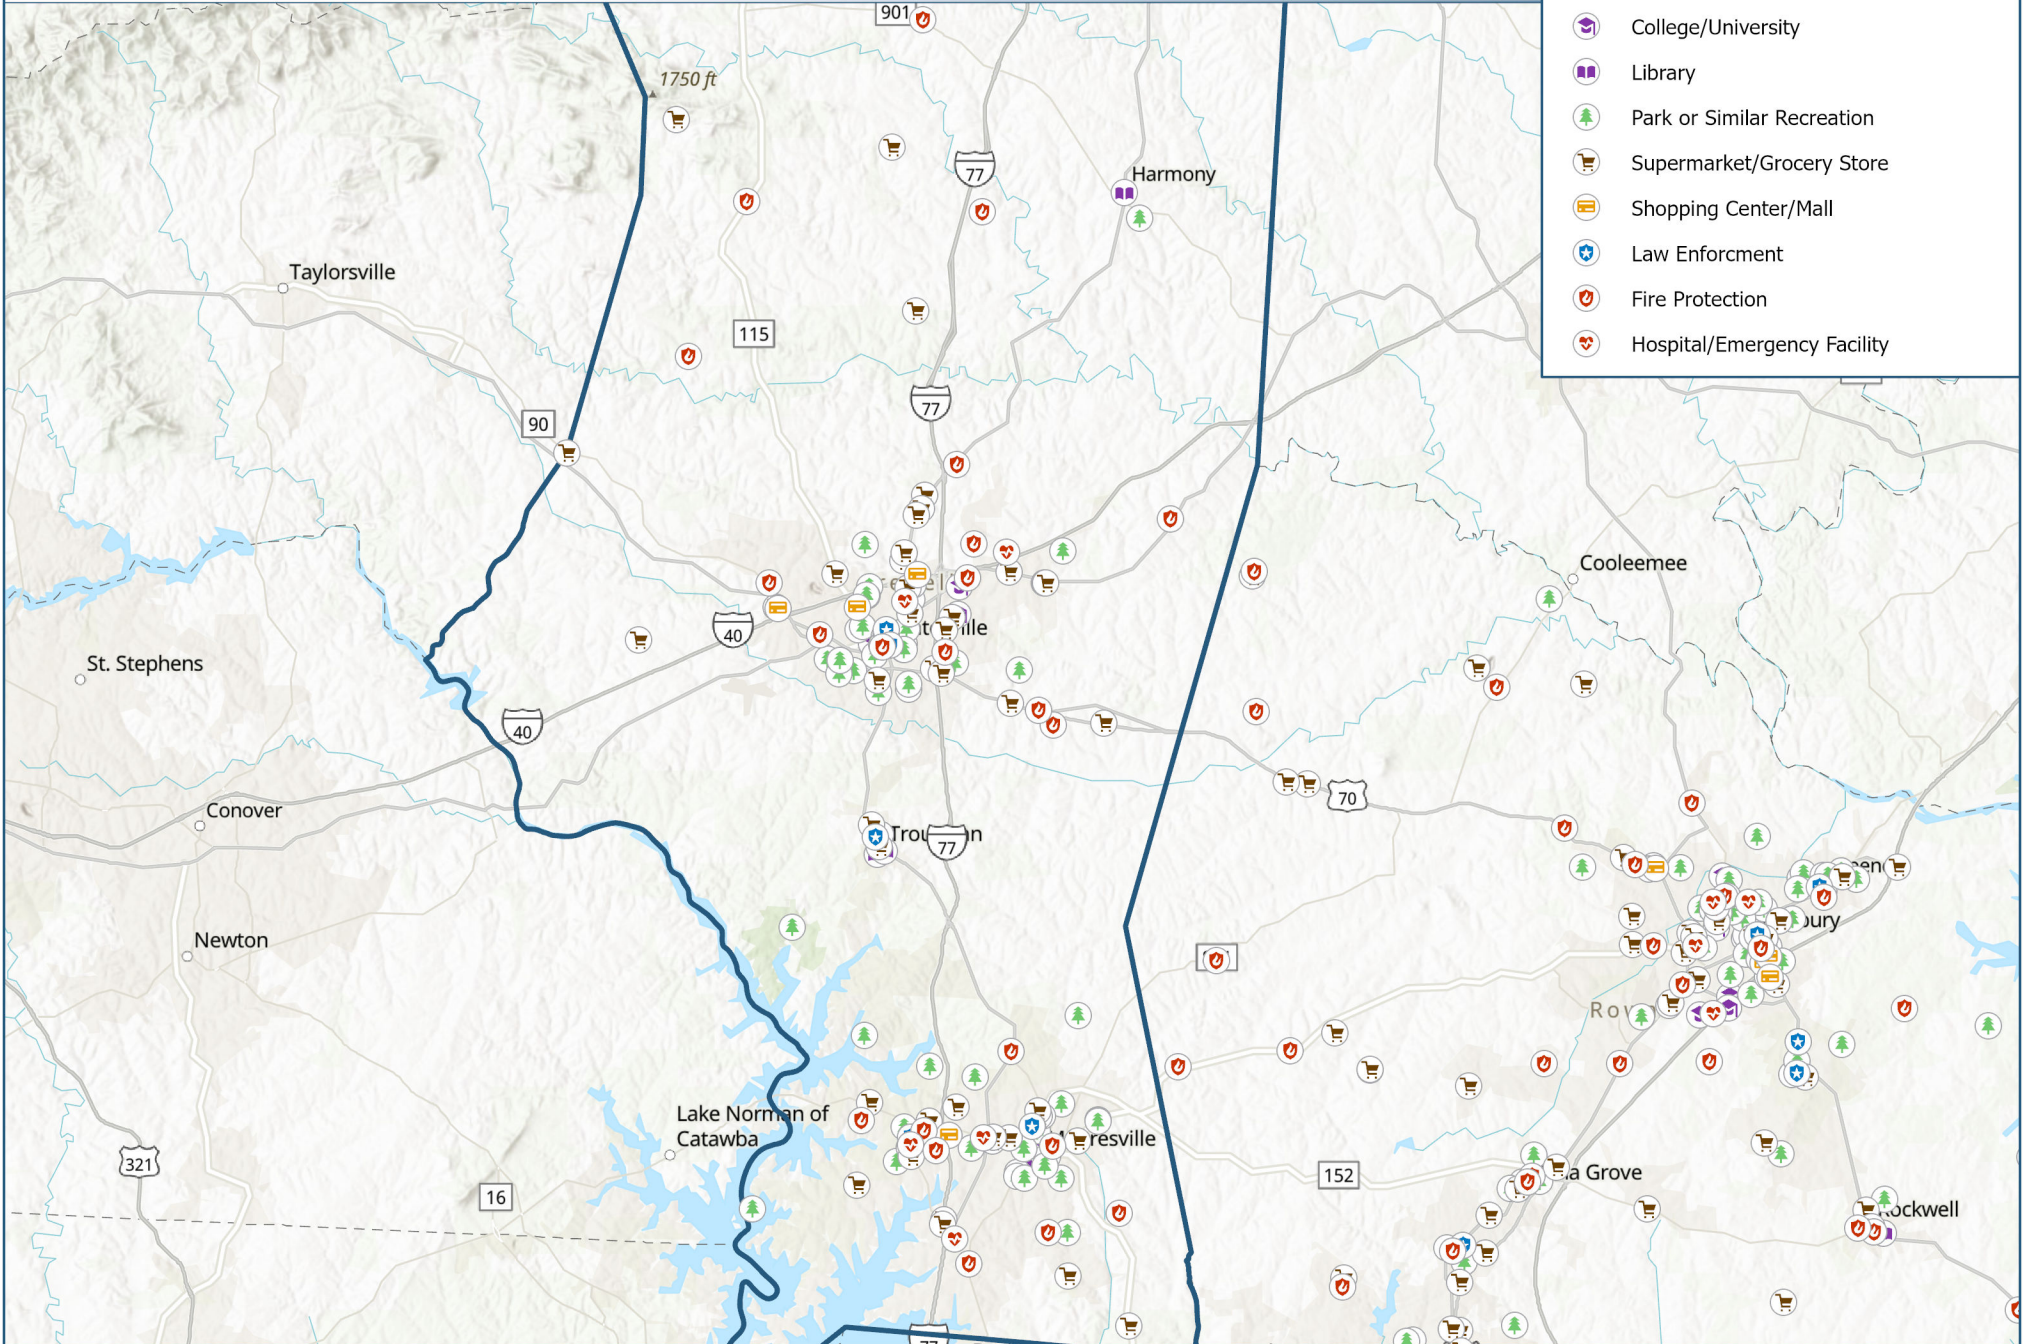 901
College/University
Library
1750 ft
Park or Similar Recreation
Supermarket/Grocery Store
77
Harmony
Shopping Center/Mall
Law Enforcment
Taylorsville
Fire Protection
115
Hospital/Emergency Facility
77
90
Cooleemee
40
St. Stephens
40
70
Conover
77
Newton
Lake Norman of
Catawba
321
152
16
77